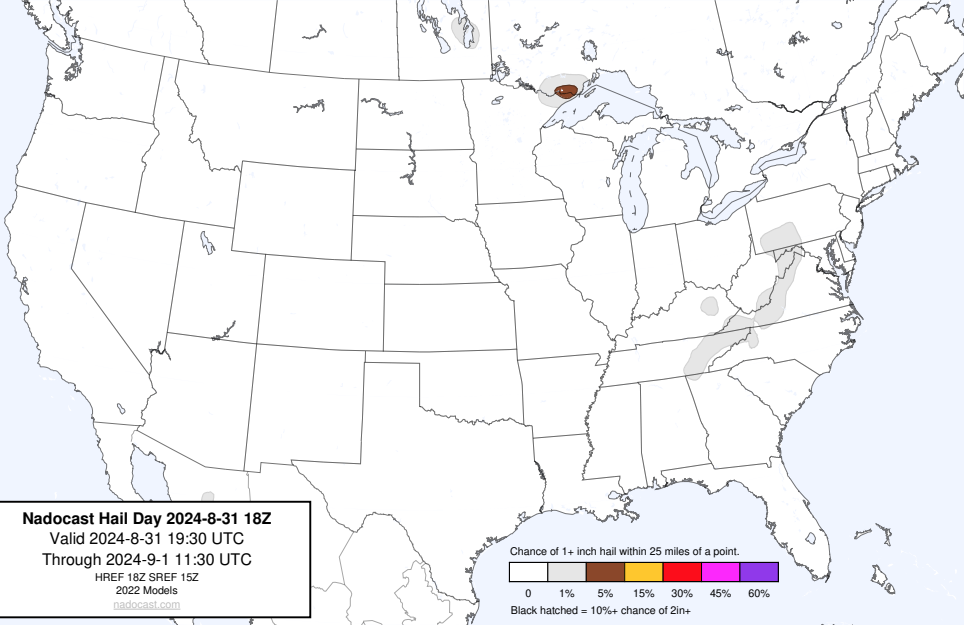 Nadocast Hail Day 2024-8-31 18Z
Valid 2024-8-31 19:30 UTC
Through 2024-9-1 11:30 UTC
HREF 18Z SREF 15Z
2022 Models
nadocast.com
Chance of 1+ inch hail within 25 miles of a point.
0 1% 5% 15% 30% 45% 60%
Black hatched = 10%+ chance of 2in+